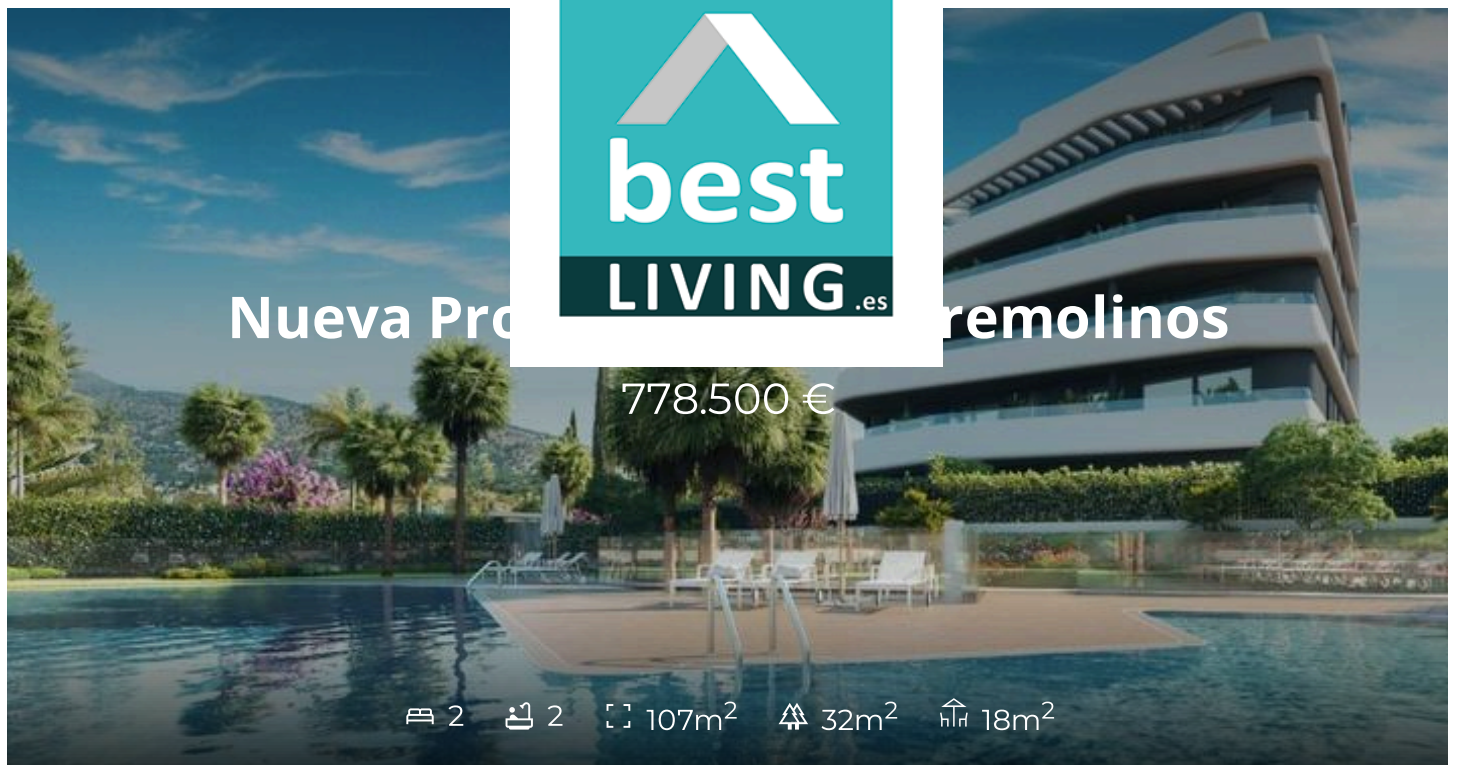 best
LIVING.es
Nueva Pro remolinos
778.500 €
2 2 107m² 32m² 18m²